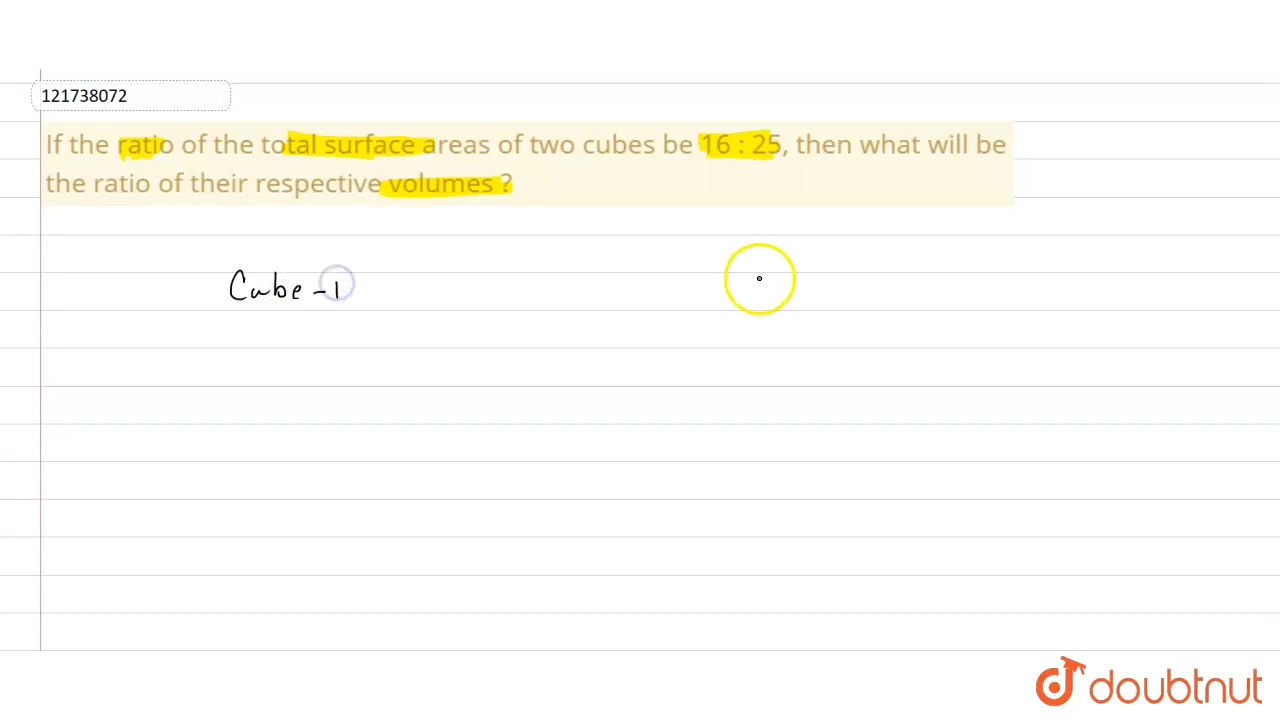 121738072
If the ratio of the total surface areas of two cubes be 16 : 25, then what will be
the ratio of their respective volumes ?
Cube - 1
doubtnut